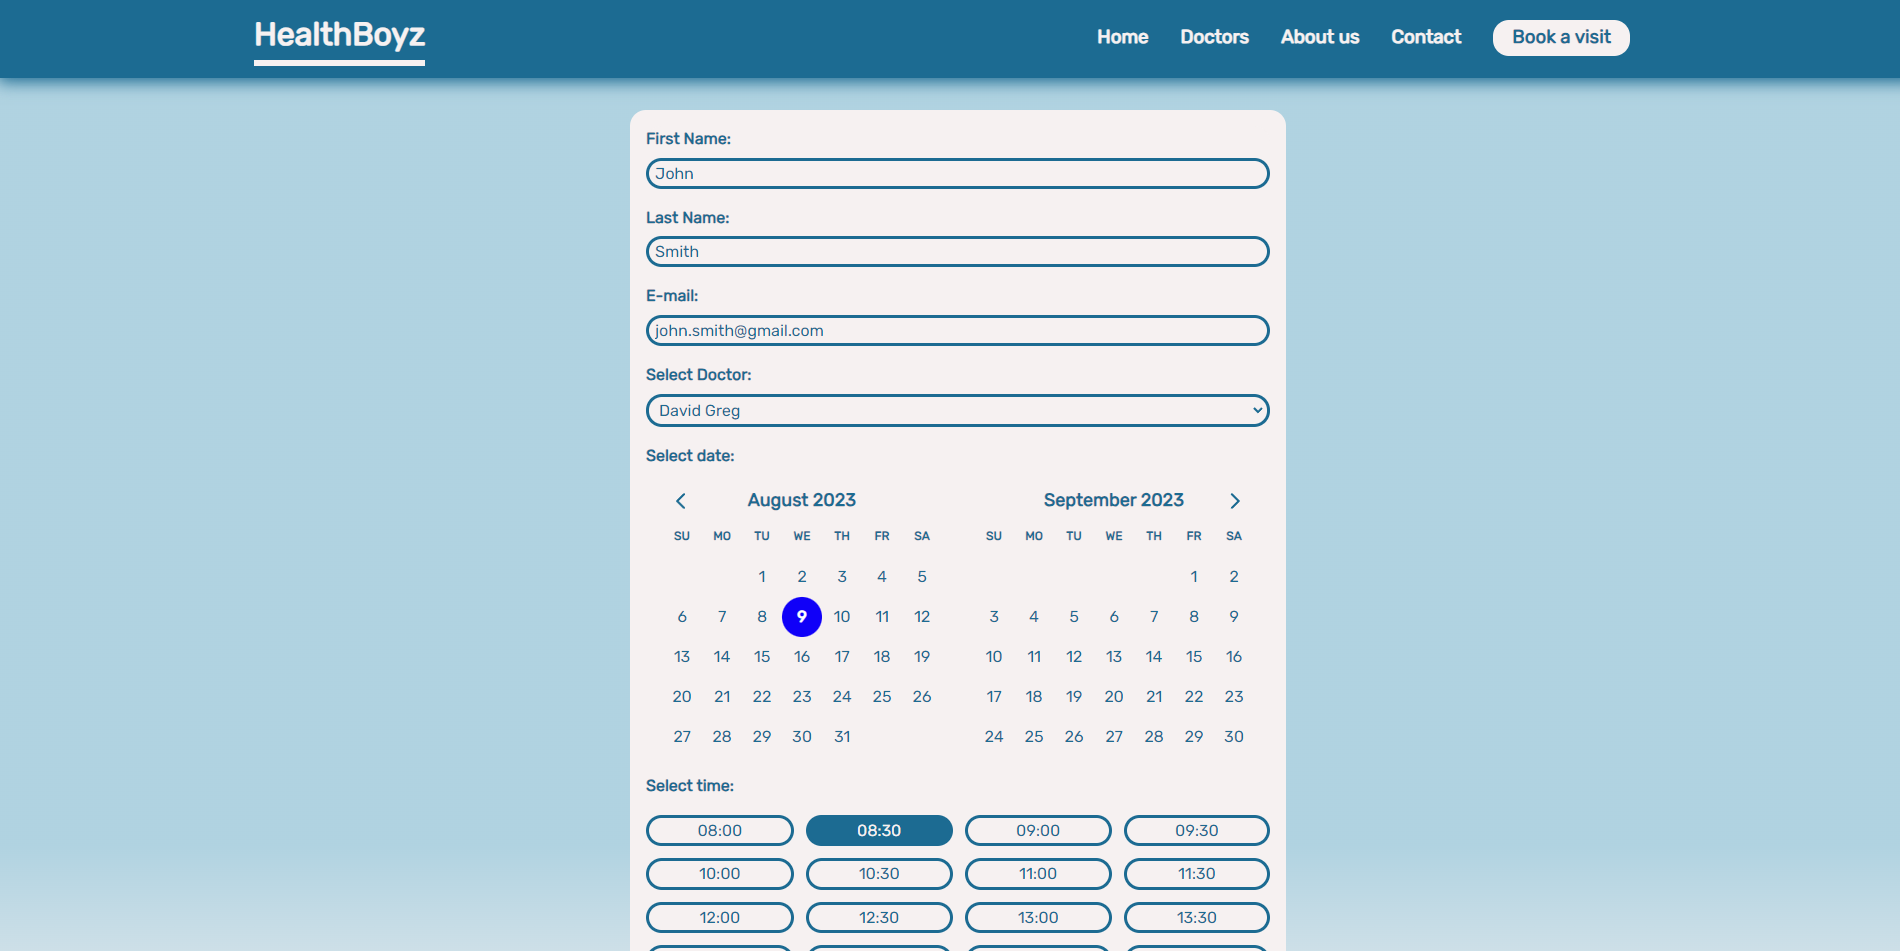 HealthBoyz
Home Doctors About us Contact Book a visit
First Name:
John
Last Name:
Smith
E-mail:
john.smith@gmail.com
Select Doctor:
David Greg
Select date:
August 2023
SU MO TU WE TH FR SA
1 2 3 4 5
6 7 8 9 10 11 12
13 14 15 16 17 18 19
20 21 22 23 24 25 26
27 28 29 30 31
September 2023
SU MO TU WE TH FR SA
1 2
3 4 5 6 7 8 9
10 11 12 13 14 15 16
17 18 19 20 21 22 23
24 25 26 27 28 29 30
Select time:
08:00 08:30 09:00 09:30
10:00 10:30 11:00 11:30
12:00 12:30 13:00 13:30